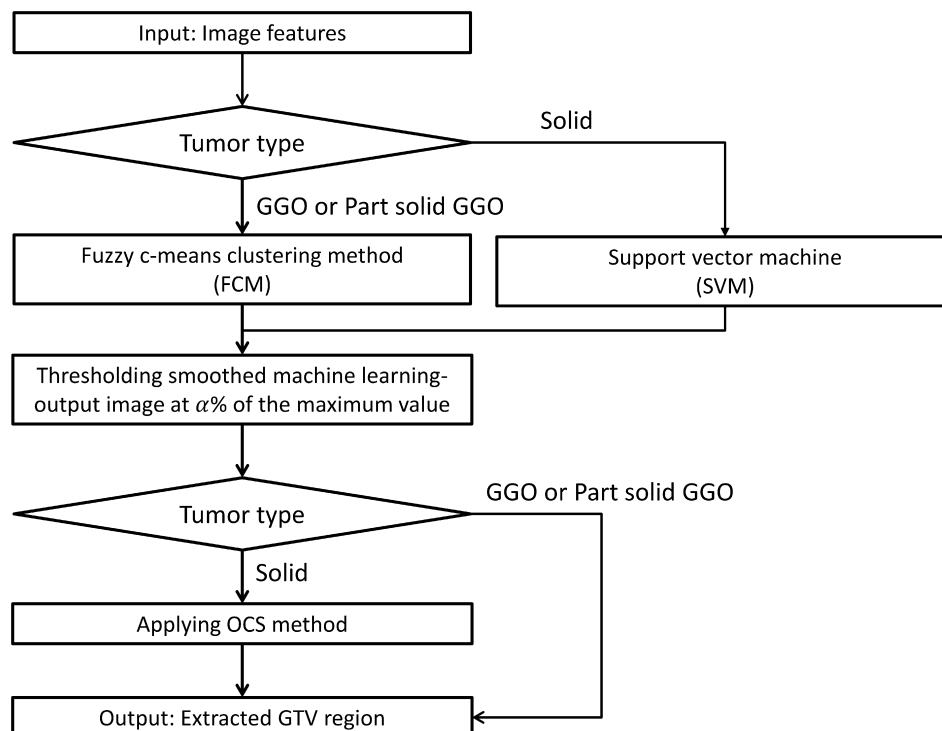 Input: Image features
Tumor type
Solid
GGO or Part solid GGO
Fuzzy c-means clustering method
(FCM)
Support vector machine
(SVM)
Thresholding smoothed machine learning-
output image at α% of the maximum value
Tumor type
GGO or Part solid GGO
Solid
Applying OCS method
Output: Extracted GTV region